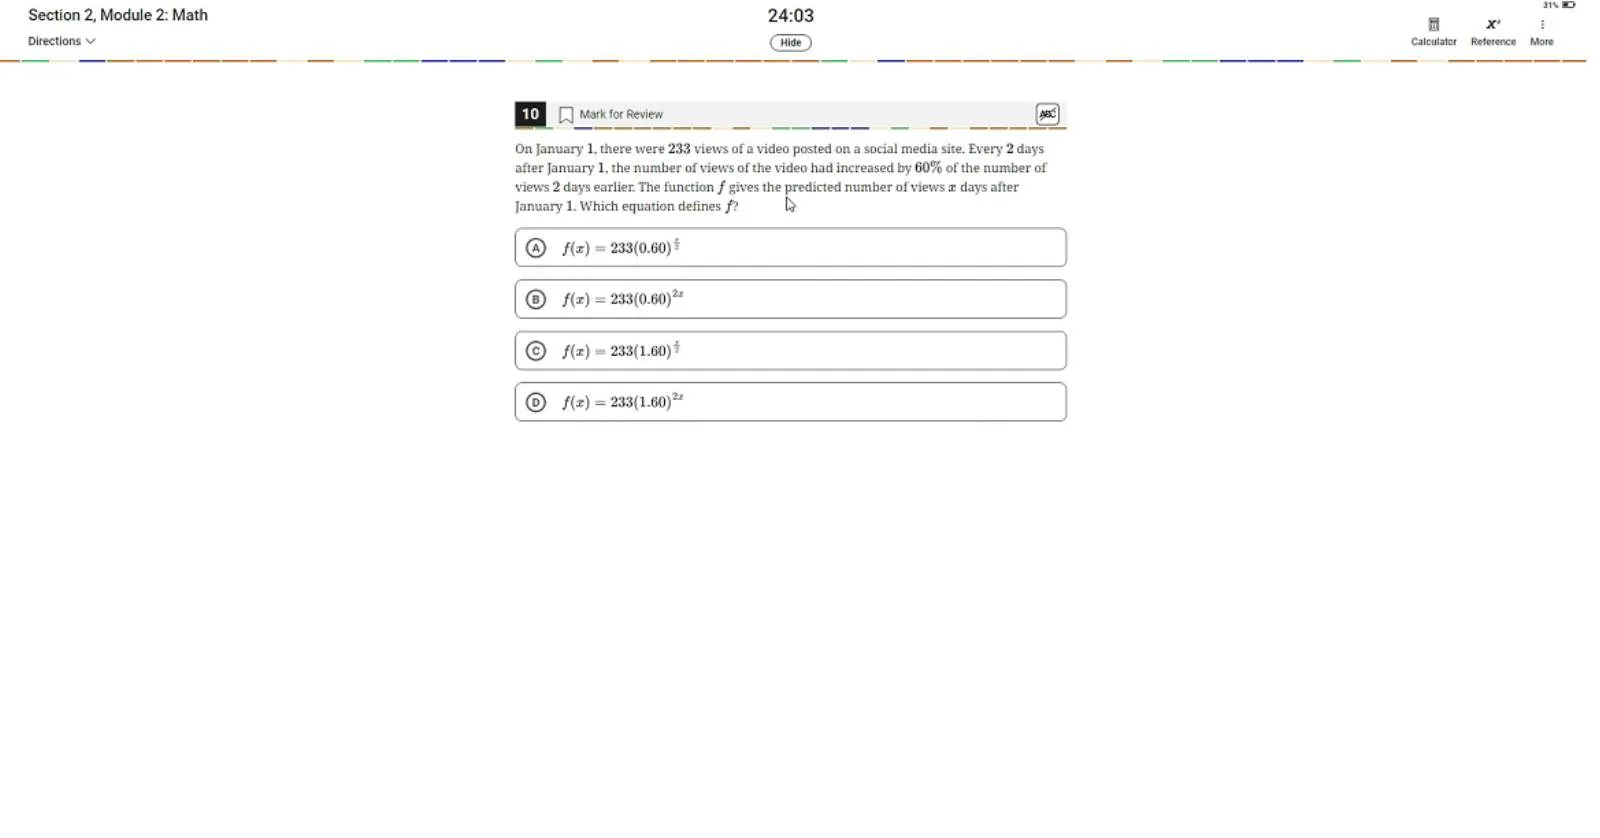 31%
Section 2, Module 2: Math
24:03
Directions
Hide
Calculator
Reference
More
10
Mark for Review
ABC
On January 1, there were 233 views of a video posted on a social media site. Every 2 days
after January 1, the number of views of the video had increased by 60% of the number of
views 2 days earlier. The function f gives the predicted number of views x days after
January 1. Which equation defines f?
A f(x) = 233(0.60)^{x/2}
B f(x) = 233(0.60)^{2x}
C f(x) = 233(1.60)^{x/2}
D f(x) = 233(1.60)^{2x}